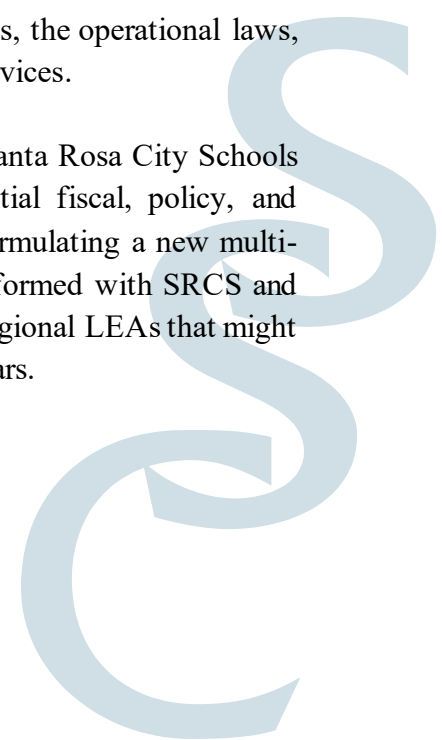 s, the operational laws,
vices.
anta Rosa City Schools
tial fiscal, policy, and
rmulating a new multi-
formed with SRCS and
gional LEAs that might
ars.
S
S
C